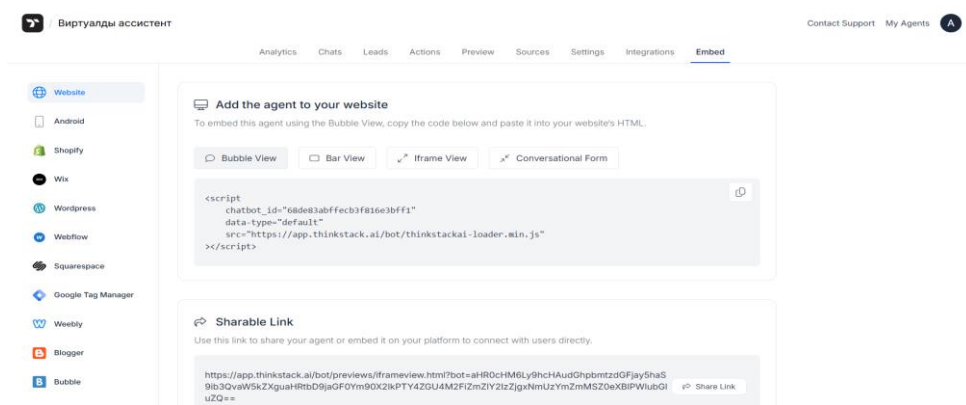 / Виртуалды ассистент
Contact Support My Agents A
Analytics Chats Leads Actions Preview Sources Settings Integrations Embed
Website
Android
Shopify
Wix
Wordpress
Webflow
Squarespace
Google Tag Manager
Weebly
Blogger
Bubble
Add the agent to your website
To embed this agent using the Bubble View, copy the code below and paste it into your website's HTML.
Bubble View Bar View Iframe View Conversational Form
<script
chatbot_id="68de83abffecb3f816e3bff1"
data-type="default"
src="https://app.thinkstack.ai/bot/thinkstackai-loader.min.js"
></script>
Sharable Link
Use this link to share your agent or embed it on your platform to connect with users directly.
https://app.thinkstack.ai/bot/previews/iframeview.html?bot=aHR0cHM6Ly9hcHAudGhpbmtzdGFjay5haS
9ib3QvaW5kZXguaHRtbD9jaGF0Ym90X2lkPTY4ZGU4M2FiZmZlY2IzZjgxNmUzYmZmMSZ0eXBlPWlubGl
uZQ==
Share Link